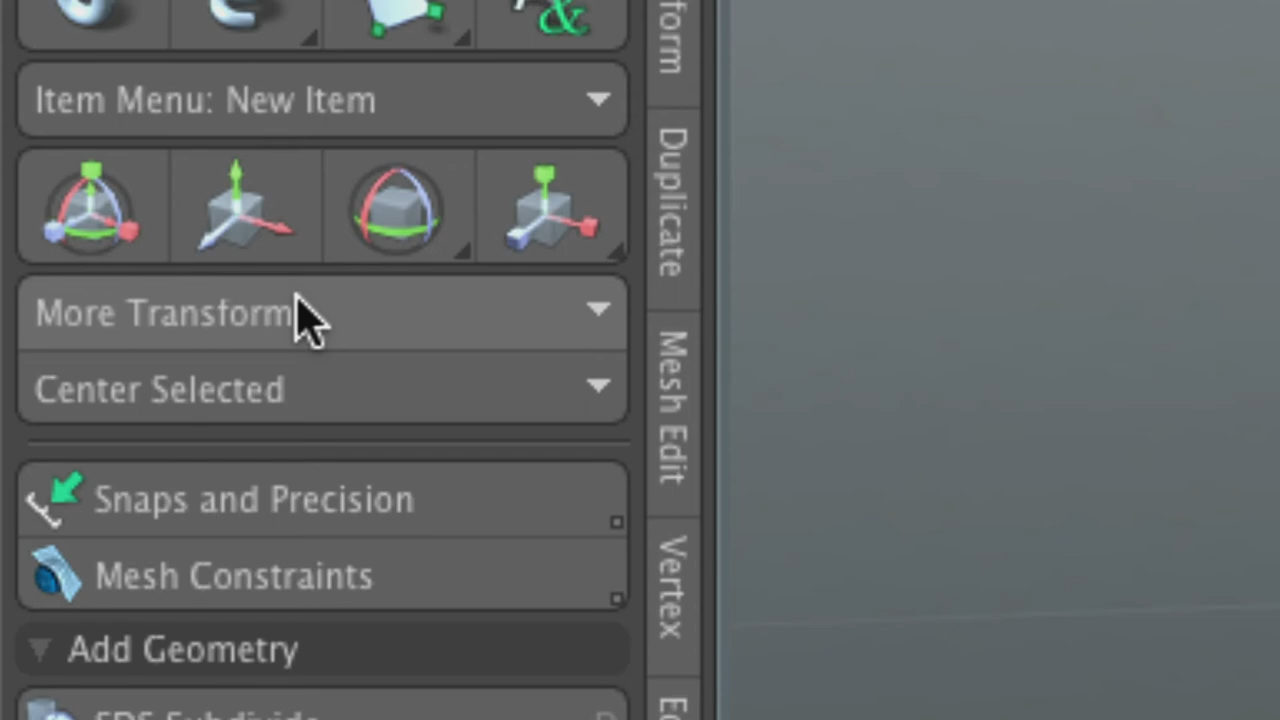 form
Item Menu: New Item
Duplicate
More Transform
Mesh Edit
Center Selected
Snaps and Precision
Mesh Constraints
Vertex
Add Geometry
SDS Subdivide